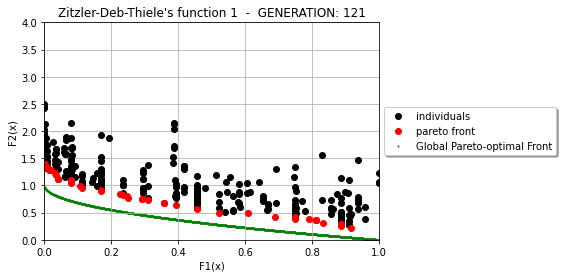 Zitzler-Deb-Thiele's function 1 - GENERATION: 121
4.0
3.5
3.0
2.5
2.0
1.5
1.0
0.5
0.0
F2(x)
0.0 0.2 0.4 0.6 0.8 1.0
F1(x)
individuals
pareto front
Global Pareto-optimal Front